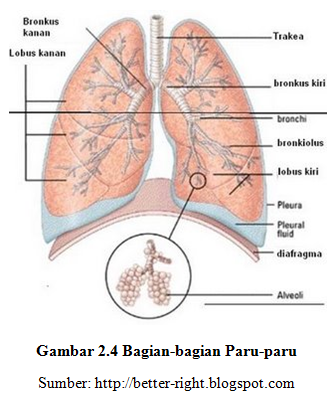 Bronkus
kanan
Lobus kanan
Trakea
bronkus kiri
bronchi
bronkiolus
lobus kiri
Pleura
Pleural
fluid
diafragma
Alveoli
Gambar 2.4 Bagian-bagian Paru-paru
Sumber: http://better-right.blogspot.com